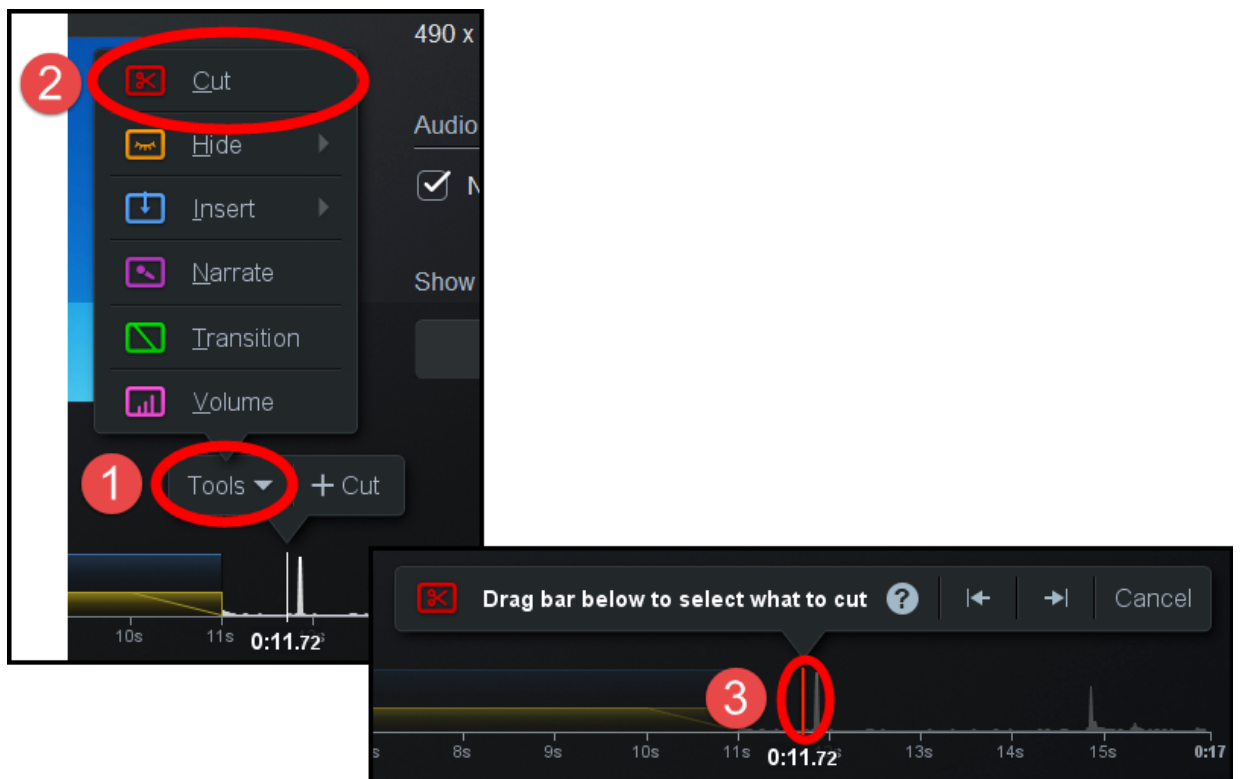 490 x
2
Cut
Hide
Audio
N
Insert
Narrate
Show
Transition
Volume
1
Tools
+ Cut
10s 11s 0:11.72
Drag bar below to select what to cut ? Cancel
3
8s 9s 10s 11s 0:11.72 13s 14s 15s 0:17